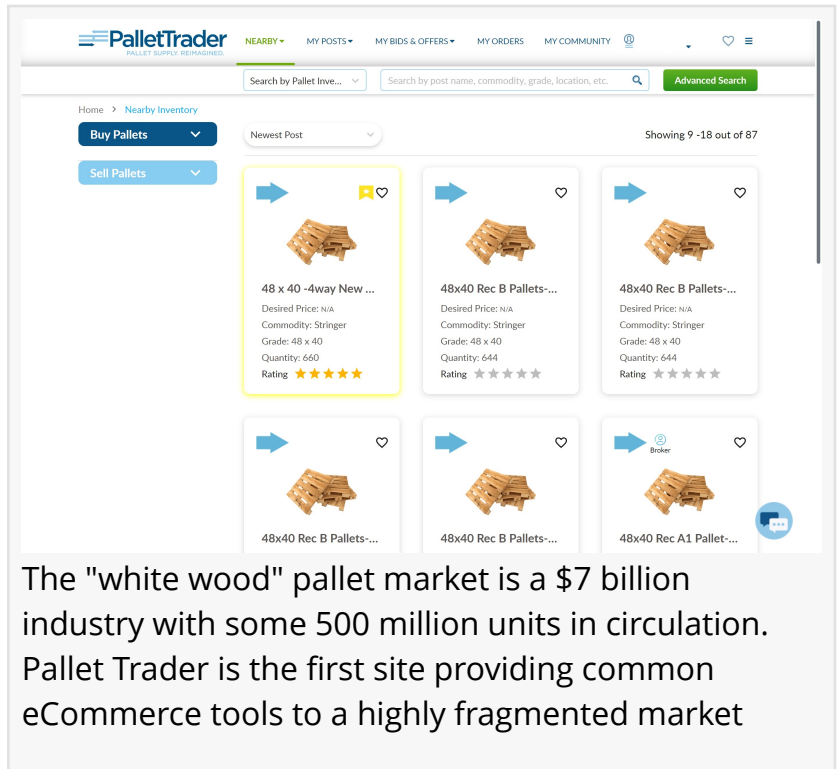 PalletTrader
PALLET SUPPLY. REIMAGINED.
NEARBY MY POSTS MY BIDS & OFFERS MY ORDERS MY COMMUNITY
Search by Pallet Inve... Search by post name, commodity, grade, location, etc. Advanced Search
Home > Nearby Inventory
Buy Pallets Newest Post Showing 9 -18 out of 87
Sell Pallets
48 x 40 -4way New ... 48x40 Rec B Pallets-... 48x40 Rec B Pallets-...
Desired Price: N/A Desired Price: N/A Desired Price: N/A
Commodity: Stringer Commodity: Stringer Commodity: Stringer
Grade: 48 x 40 Grade: 48 x 40 Grade: 48 x 40
Quantity: 660 Quantity: 644 Quantity: 644
Rating Rating Rating
Broker
48x40 Rec B Pallets-... 48x40 Rec B Pallets-... 48x40 Rec A1 Pallet-...
The "white wood" pallet market is a $7 billion
industry with some 500 million units in circulation.
Pallet Trader is the first site providing common
eCommerce tools to a highly fragmented market